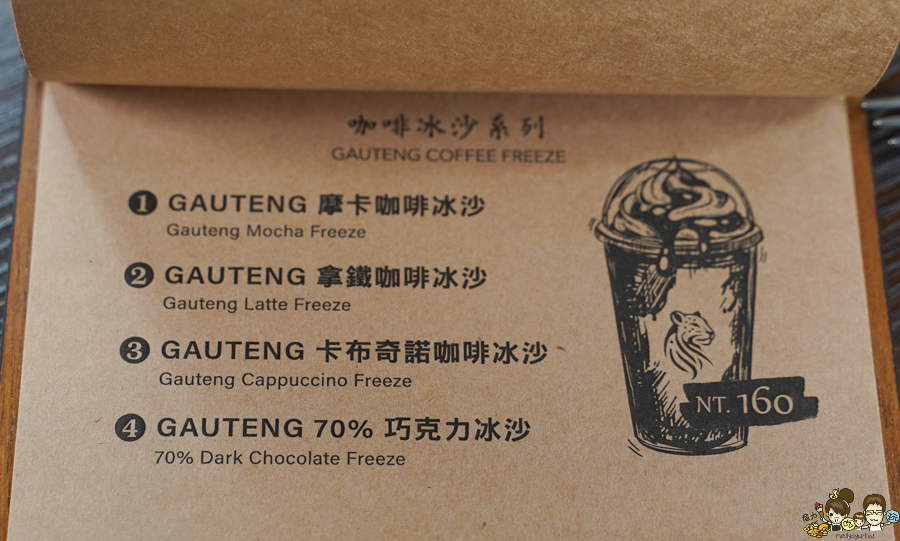 咖啡冰沙系列
GAUTENG COFFEE FREEZE
1 GAUTENG 摩卡咖啡冰沙
Gauteng Mocha Freeze
2 GAUTENG 拿鐵咖啡冰沙
Gauteng Latte Freeze
3 GAUTENG 卡布奇諾咖啡冰沙
Gauteng Cappuccino Freeze
4 GAUTENG 70% 巧克力冰沙
70% Dark Chocolate Freeze
NT. 160